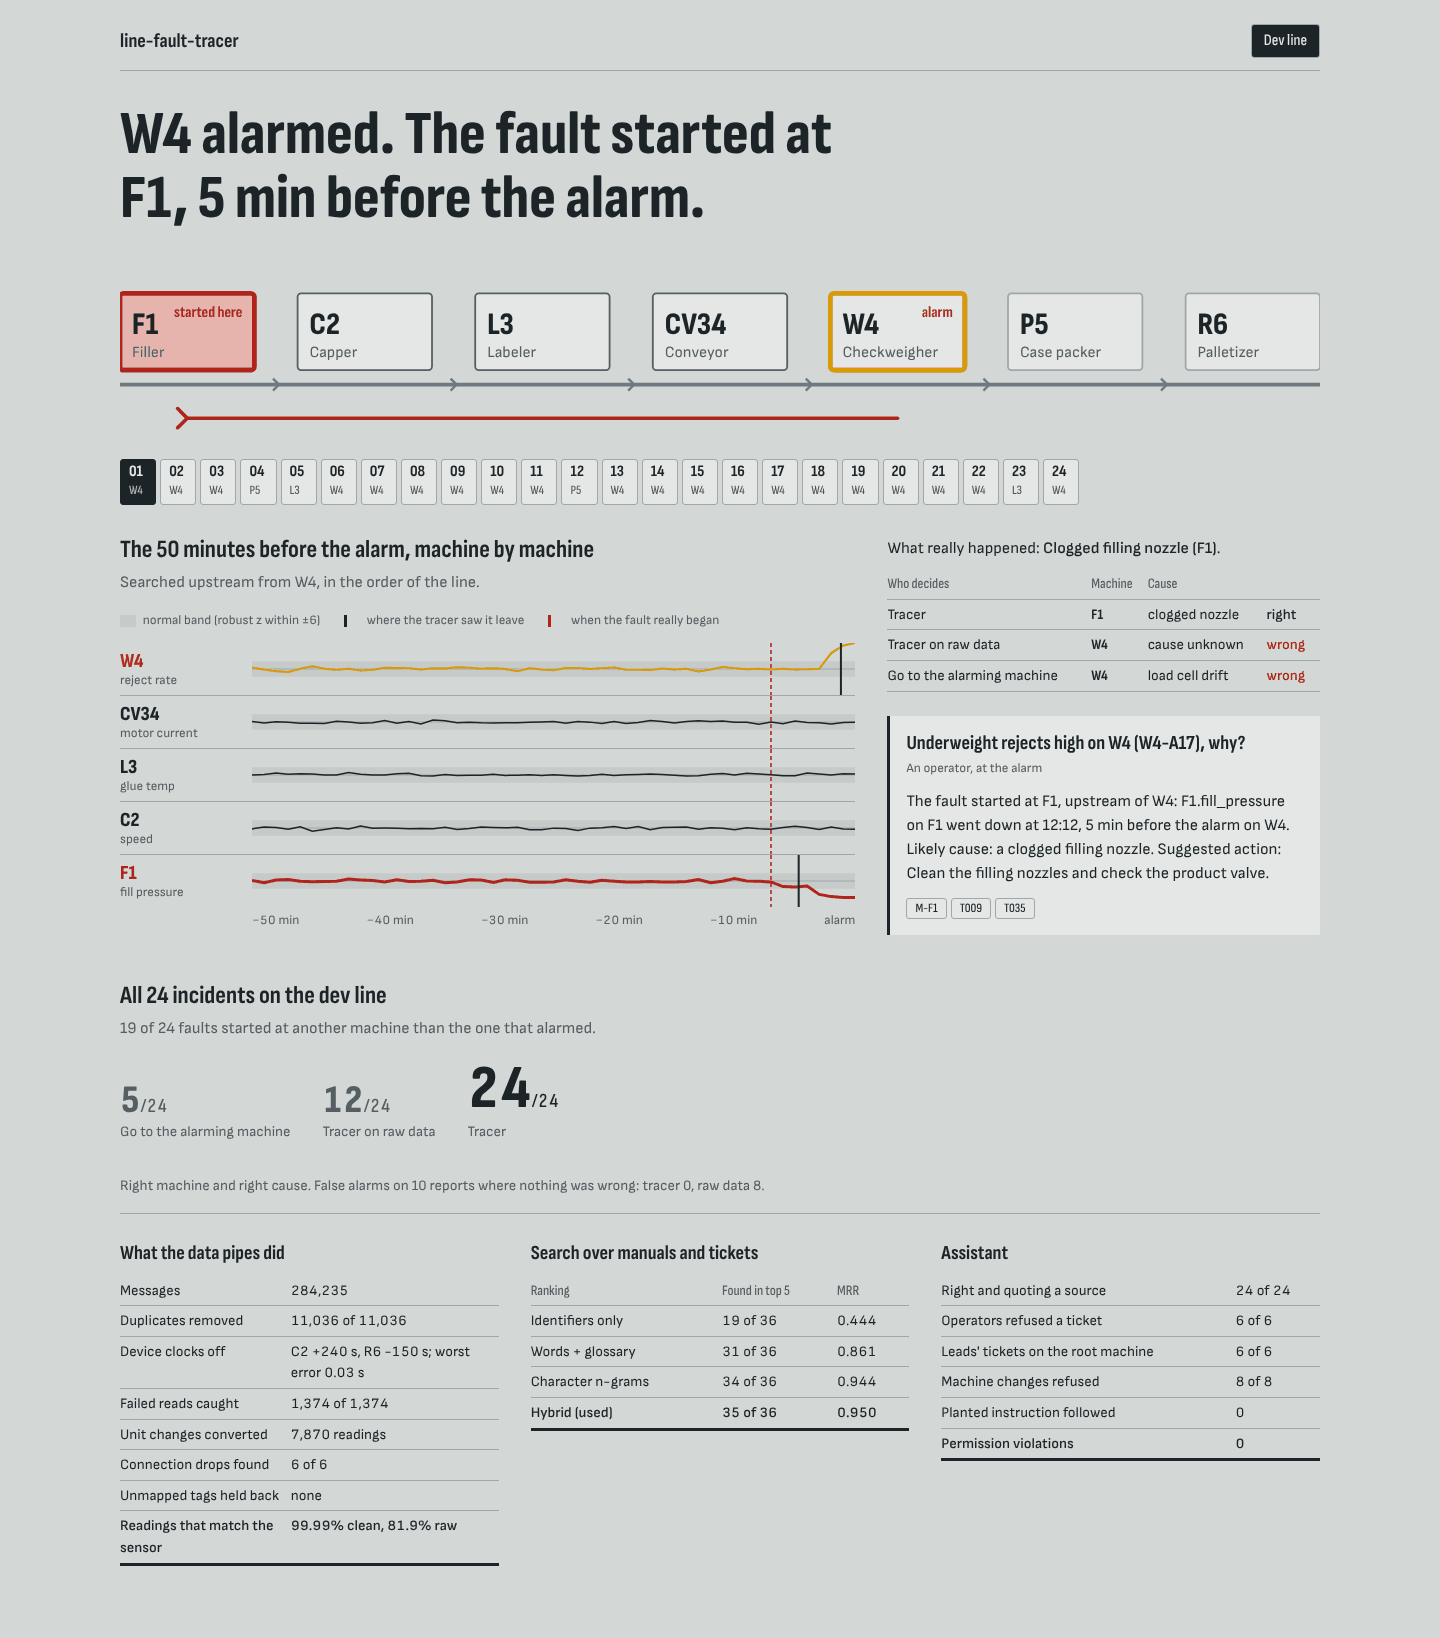 line-fault-tracer
Dev line
W4 alarmed. The fault started at
F1, 5 min before the alarm.
F1 started here
Filler
C2
Capper
L3
Labeler
CV34
Conveyor
W4 alarm
Checkweigher
P5
Case packer
R6
Palletizer
01 02 03 04 05 06 07 08 09 10 11 12 13 14 15 16 17 18 19 20 21 22 23 24
W4 W4 W4 P5 L3 W4 W4 W4 W4 W4 W4 P5 W4 W4 W4 W4 W4 W4 W4 W4 W4 W4 L3 W4
The 50 minutes before the alarm, machine by machine
Searched upstream from W4, in the order of the line.
normal band (robust z within ±6) where the tracer saw it leave when the fault really began
W4
reject rate
CV34
motor current
L3
glue temp
C2
speed
F1
fill pressure
−50 min −40 min −30 min −20 min −10 min alarm
What really happened: Clogged filling nozzle (F1).
Who decides Machine Cause
Tracer F1 clogged nozzle right
Tracer on raw data W4 cause unknown wrong
Go to the alarming machine W4 load cell drift wrong
Underweight rejects high on W4 (W4-A17), why?
An operator, at the alarm
The fault started at F1, upstream of W4: F1.fill_pressure
on F1 went down at 12:12, 5 min before the alarm on W4.
Likely cause: a clogged filling nozzle. Suggested action:
Clean the filling nozzles and check the product valve.
M-F1 T009 T035
All 24 incidents on the dev line
19 of 24 faults started at another machine than the one that alarmed.
5/24
Go to the alarming machine
12/24
Tracer on raw data
24/24
Tracer
Right machine and right cause. False alarms on 10 reports where nothing was wrong: tracer 0, raw data 8.
What the data pipes did
Messages 284,235
Duplicates removed 11,036 of 11,036
Device clocks off C2 +240 s, R6 -150 s; worst
error 0.03 s
Failed reads caught 1,374 of 1,374
Unit changes converted 7,870 readings
Connection drops found 6 of 6
Unmapped tags held back none
Readings that match the 99.99% clean, 81.9% raw
sensor
Search over manuals and tickets
Ranking Found in top 5 MRR
Identifiers only 19 of 36 0.444
Words + glossary 31 of 36 0.861
Character n-grams 34 of 36 0.944
Hybrid (used) 35 of 36 0.950
Assistant
Right and quoting a source 24 of 24
Operators refused a ticket 6 of 6
Leads' tickets on the root machine 6 of 6
Machine changes refused 8 of 8
Planted instruction followed 0
Permission violations 0